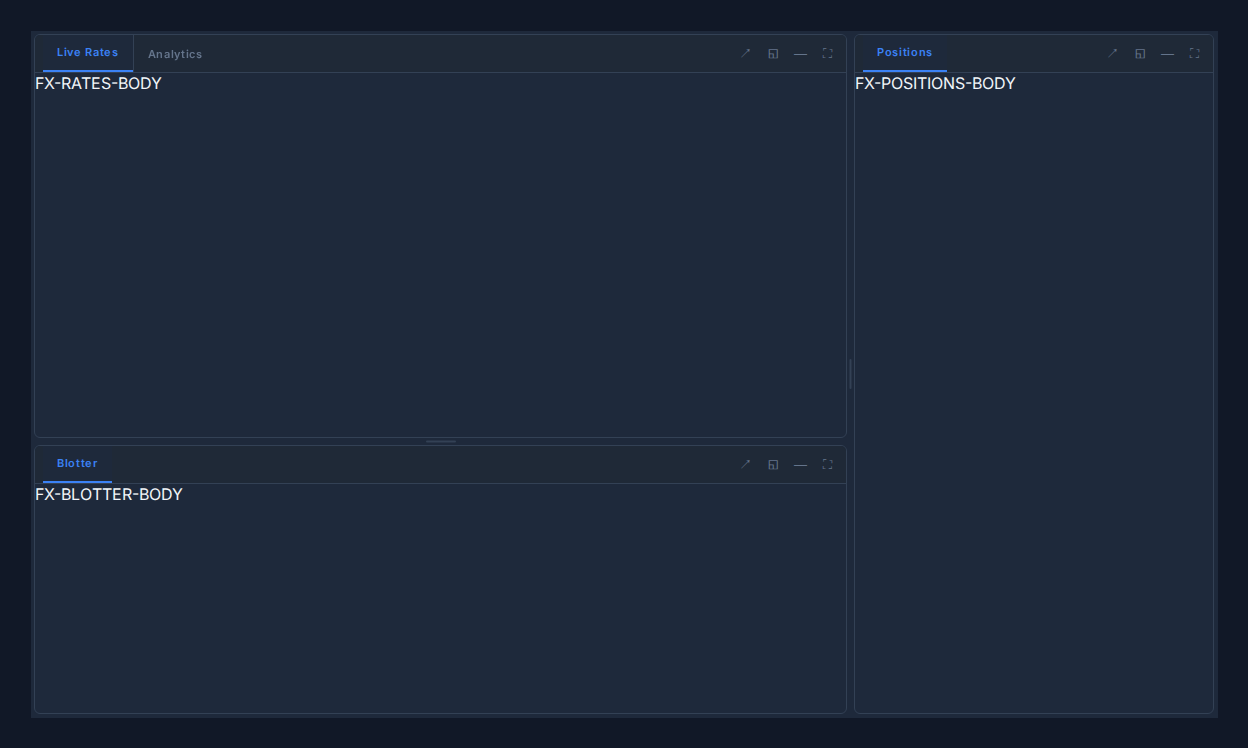 Live Rates
Analytics
FX-RATES-BODY
Blotter
FX-BLOTTER-BODY
Positions
FX-POSITIONS-BODY